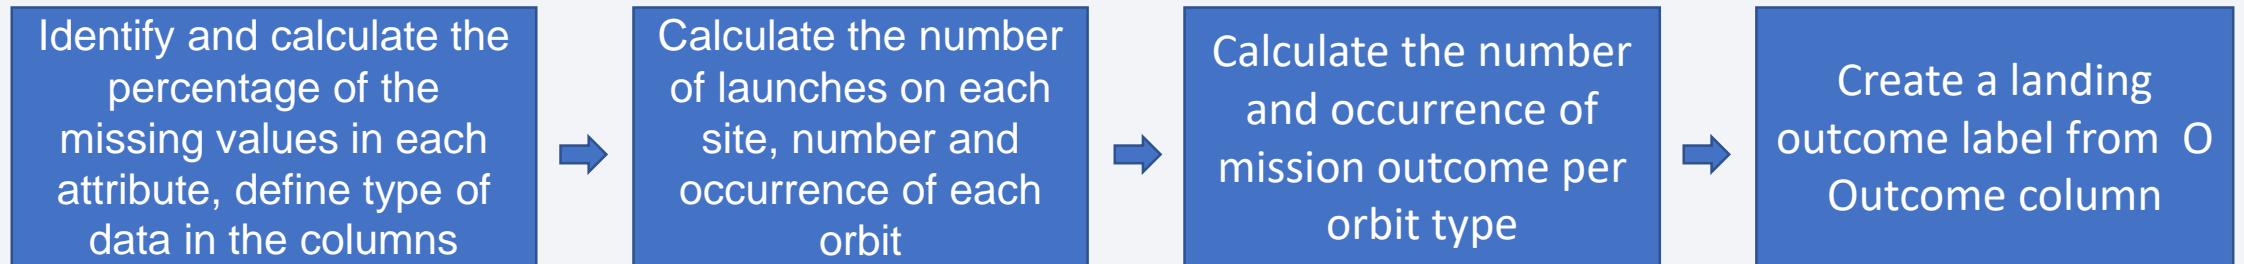 Identify and calculate the
percentage of the
missing values in each
attribute, define type of
data in the columns
Calculate the number
of launches on each
site, number and
occurrence of each
orbit
Calculate the number
and occurrence of
mission outcome per
orbit type
Create a landing
outcome label from  O
Outcome column